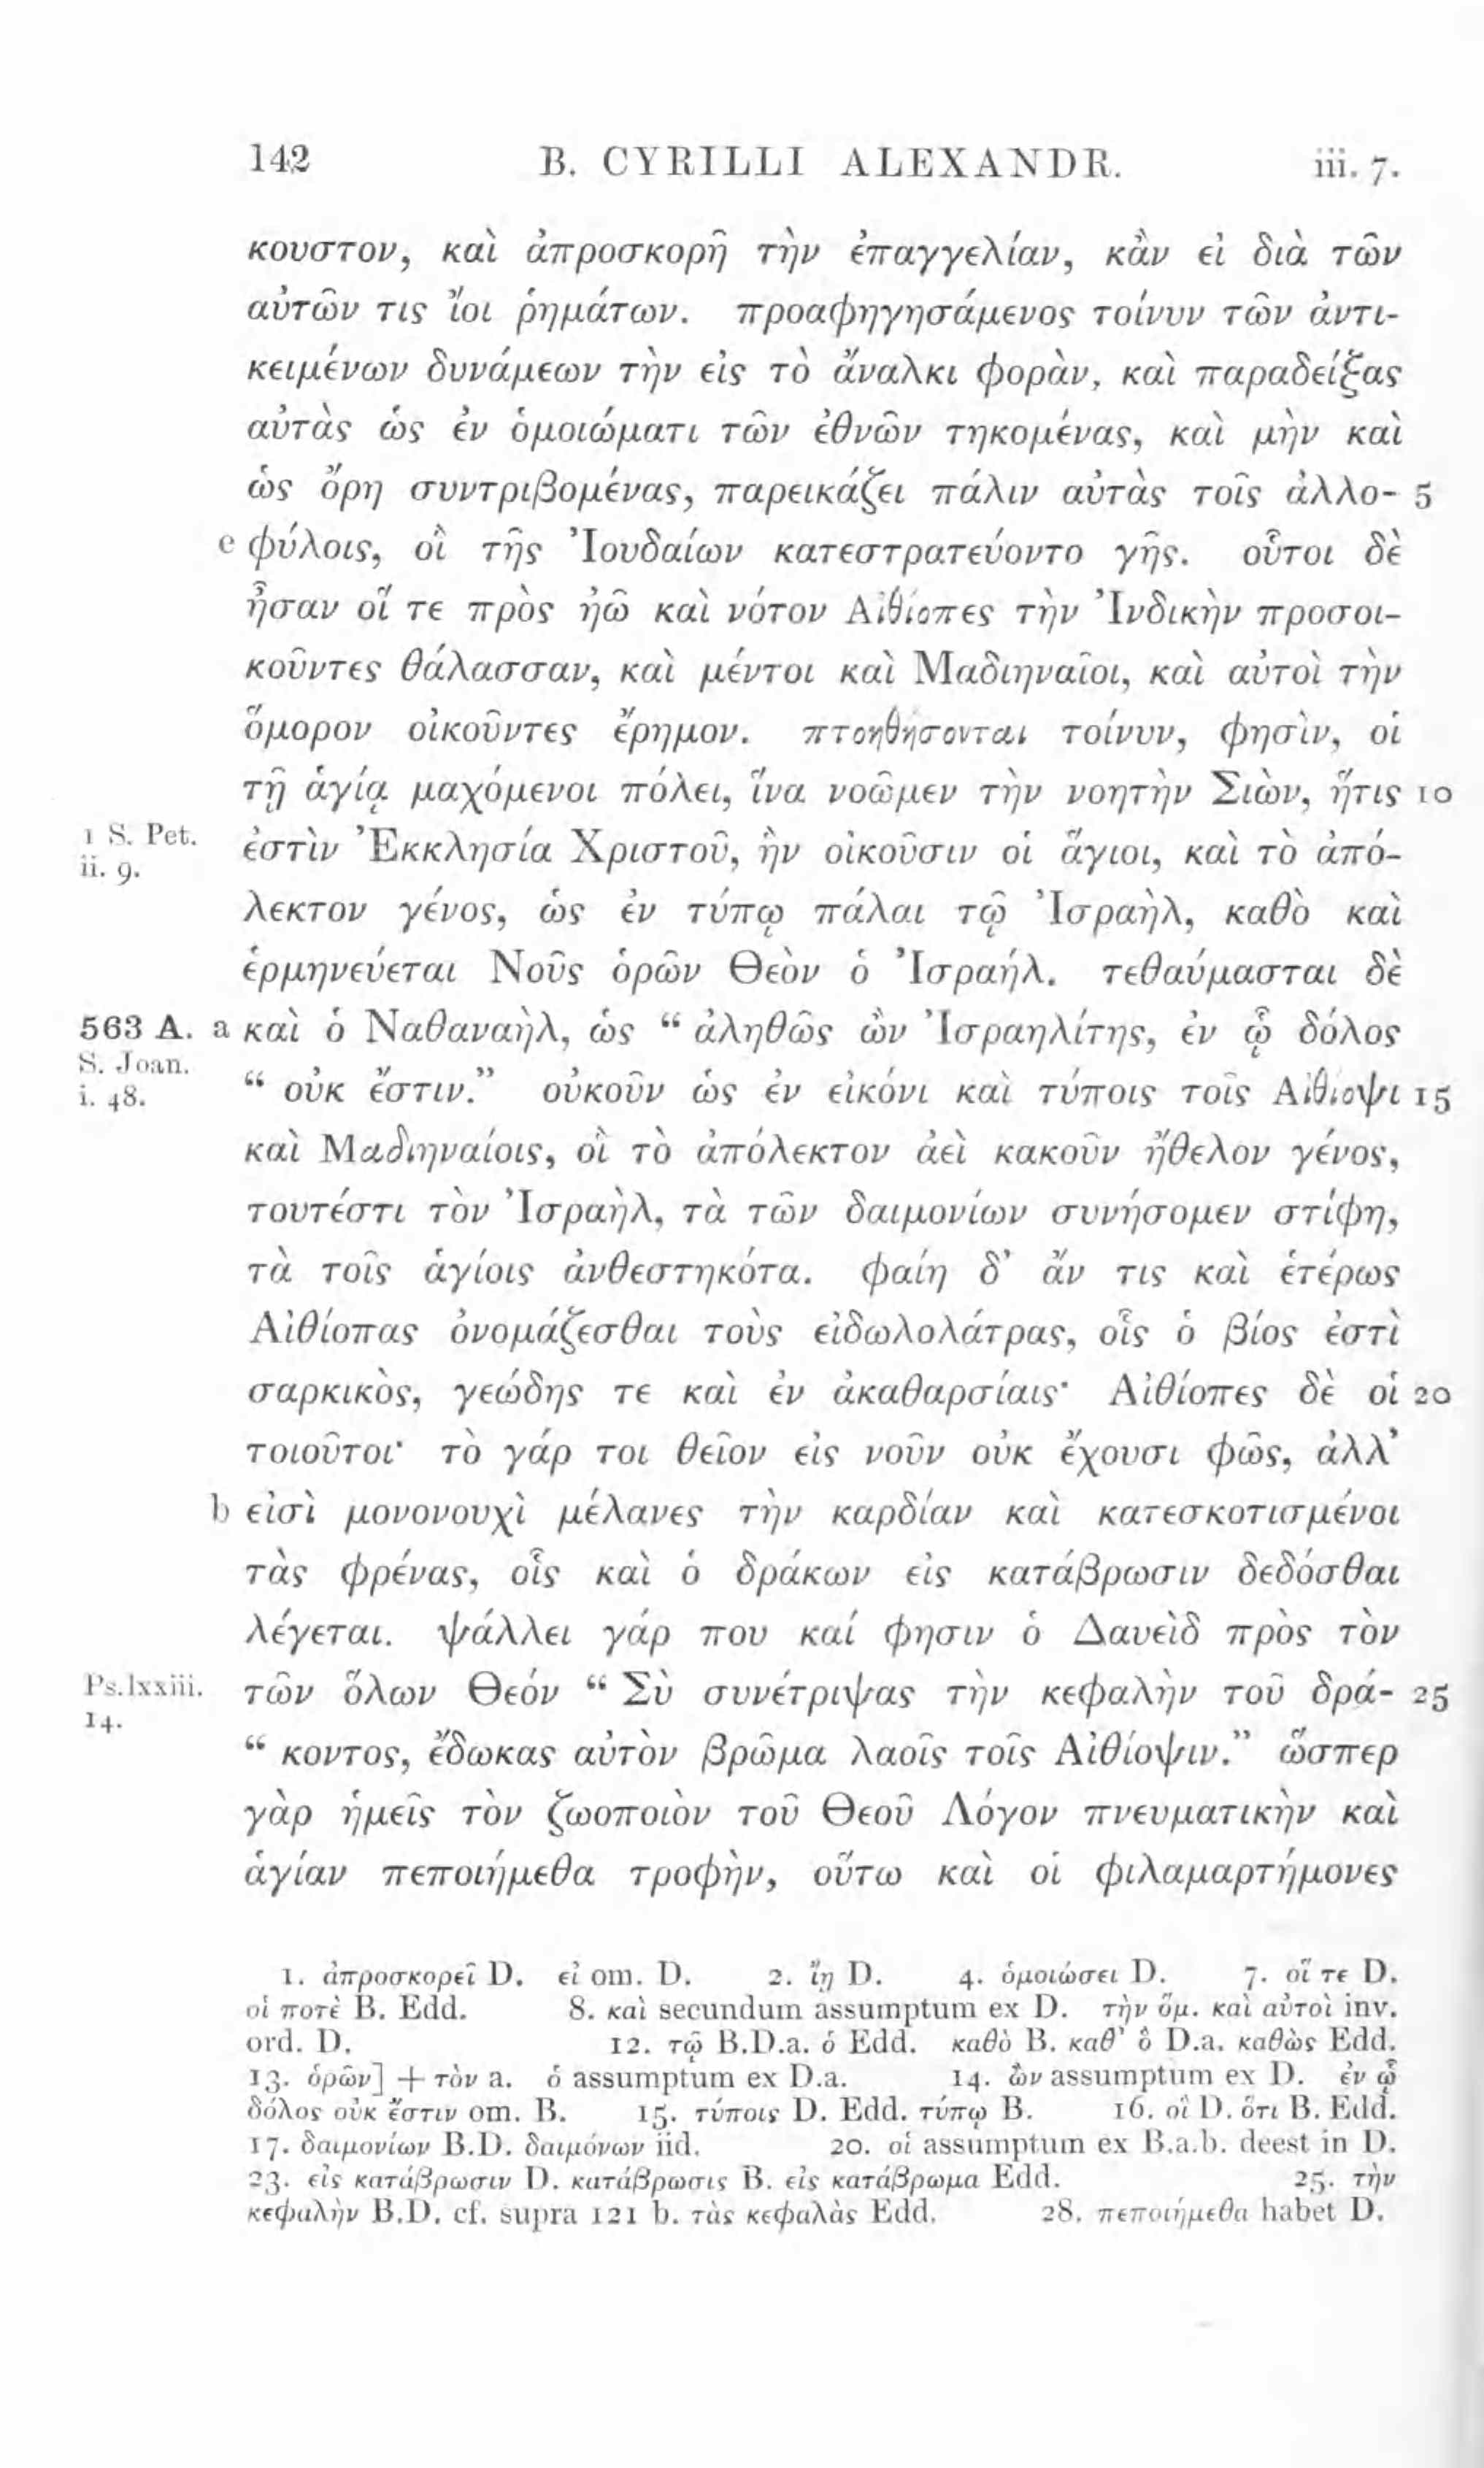 142 B. CYRILLI ALEXANDR. iii. 7.
κουστον, καὶ ἀπροσκορῆ τὴν ἐπαγγελίαν, κἂν εἰ διὰ τῶν
αὐτῶν τις ἴοι ῥημάτων. προαφηγησάμενος τοίνυν τῶν ἀντι-
κειμένων δυνάμεων τὴν εἰς τὸ ἄναλκι φορὰν, καὶ παραδείξας
αὐτὰς ὡς ἐν ὁμοιώματι τῶν ἐθνῶν τηκομένας, καὶ μὴν καὶ
ὡς ὄρη συντριβομένας, παρεικάζει πάλιν αὐτὰς τοῖς ἀλλο- 5
e φύλοις, οἳ τῆς Ἰουδαίων κατεστρατεύοντο γῆς. οὗτοι δὲ
ἦσαν οἵ τε πρὸς ἠῶ καὶ νότον Αἰθίοπες τὴν Ἰνδικὴν προσοι-
κοῦντες θάλασσαν, καὶ μέντοι καὶ Μαδιηναῖοι, καὶ αὐτοὶ τὴν
ὅμορον οἰκοῦντες ἔρημον. πτοηθήσονται τοίνυν, φησὶν, οἱ
τῇ ἁγίᾳ μαχόμενοι πόλει, ἵνα νοῶμεν τὴν νοητὴν Σιὼν, ἥτις 10
1 S. Pet. ii. 9. ἐστὶν Ἐκκλησία Χριστοῦ, ἣν οἰκοῦσιν οἱ ἅγιοι, καὶ τὸ ἀπό-
λεκτον γένος, ὡς ἐν τύπῳ πάλαι τῷ Ἰσραὴλ, καθὸ καὶ
ἑρμηνεύεται Νοῦς ὁρῶν Θεὸν ὁ Ἰσραήλ. τεθαύμασται δὲ
563 A. a καὶ ὁ Ναθαναὴλ, ὡς “ ἀληθῶς ὢν Ἰσραηλίτης, ἐν ᾧ δόλος
S. Joan. i. 48. “ οὐκ ἔστιν.” οὐκοῦν ὡς ἐν εἰκόνι καὶ τύποις τοῖς Αἰθίοψι 15
καὶ Μαδιηναίοις, οἳ τὸ ἀπόλεκτον ἀεὶ κακοῦν ἤθελον γένος,
τουτέστι τὸν Ἰσραὴλ, τὰ τῶν δαιμονίων συνήσομεν στίφη,
τὰ τοῖς ἁγίοις ἀνθεστηκότα. φαίη δ’ ἄν τις καὶ ἑτέρως
Αἰθίοπας ὀνομάζεσθαι τοὺς εἰδωλολάτρας, οἷς ὁ βίος ἐστὶ
σαρκικὸς, γεώδης τε καὶ ἐν ἀκαθαρσίαις· Αἰθίοπες δὲ οἱ 20
τοιοῦτοι· τὸ γάρ τοι θεῖον εἰς νοῦν οὐκ ἔχουσι φῶς, ἀλλ’
b εἰσὶ μονονουχὶ μέλανες τὴν καρδίαν καὶ κατεσκοτισμένοι
τὰς φρένας, οἷς καὶ ὁ δράκων εἰς κατάβρωσιν δεδόσθαι
λέγεται. ψάλλει γάρ που καί φησιν ὁ Δαυεὶδ πρὸς τὸν
Ps. lxxiii. 14. τῶν ὅλων Θεόν “ Σὺ συνέτριψας τὴν κεφαλὴν τοῦ δρά- 25
“ κοντος, ἔδωκας αὐτὸν βρῶμα λαοῖς τοῖς Αἰθίοψιν.” ὥσπερ
γὰρ ἡμεῖς τὸν ζωοποιὸν τοῦ Θεοῦ Λόγον πνευματικὴν καὶ
ἁγίαν πεποιήμεθα τροφὴν, οὕτω καὶ οἱ φιλαμαρτήμονες
1. ἀπροσκορεῖ D. εἰ om. D. 2. ἴῃ D. 4. ὁμοιώσει D. 7. οἵ τε D.
οἱ ποτὲ B. Edd. 8. καὶ secundum assumptum ex D. τὴν ὅμ. καὶ αὐτοὶ inv.
ord. D. 12. τῷ B.D.a. ὁ Edd. καθὸ B. καθ’ ὃ D.a. καθὼς Edd.
13. ὁρῶν] + τὸν a. ὁ assumptum ex D.a. 14. ὢν assumptum ex D. ἐν ᾧ
δόλος οὐκ ἔστιν om. B. 15. τύποις D. Edd. τύπῳ B. 16. οἳ D. ὅτι B. Edd.
17. δαιμονίων B.D. δαιμόνων iid. 20. οἱ assumptum ex B.a.b. deest in D.
23. εἰς κατάβρωσιν D. κατάβρωσις B. εἰς κατάβρωμα Edd. 25. τὴν
κεφαλὴν B.D. cf. supra 121 b. τὰς κεφαλὰς Edd. 28. πεποιήμεθα habet D.